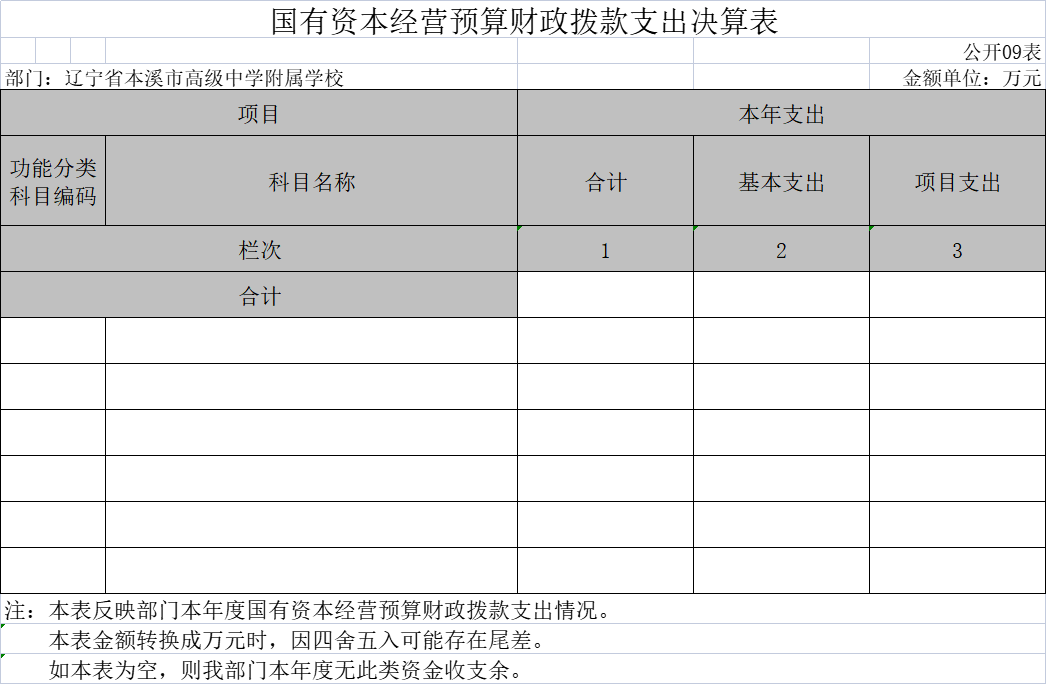 国有资本经营预算财政拨款支出决算表
公开09表
部门：辽宁省本溪市高级中学附属学校
金额单位：万元
项目
本年支出
功能分类
科目编码
科目名称
合计
基本支出
项目支出
栏次
1
2
3
合计
注：本表反映部门本年度国有资本经营预算财政拨款支出情况。
本表金额转换成万元时，因四舍五入可能存在尾差。
如本表为空，则我部门本年度无此类资金收支余。